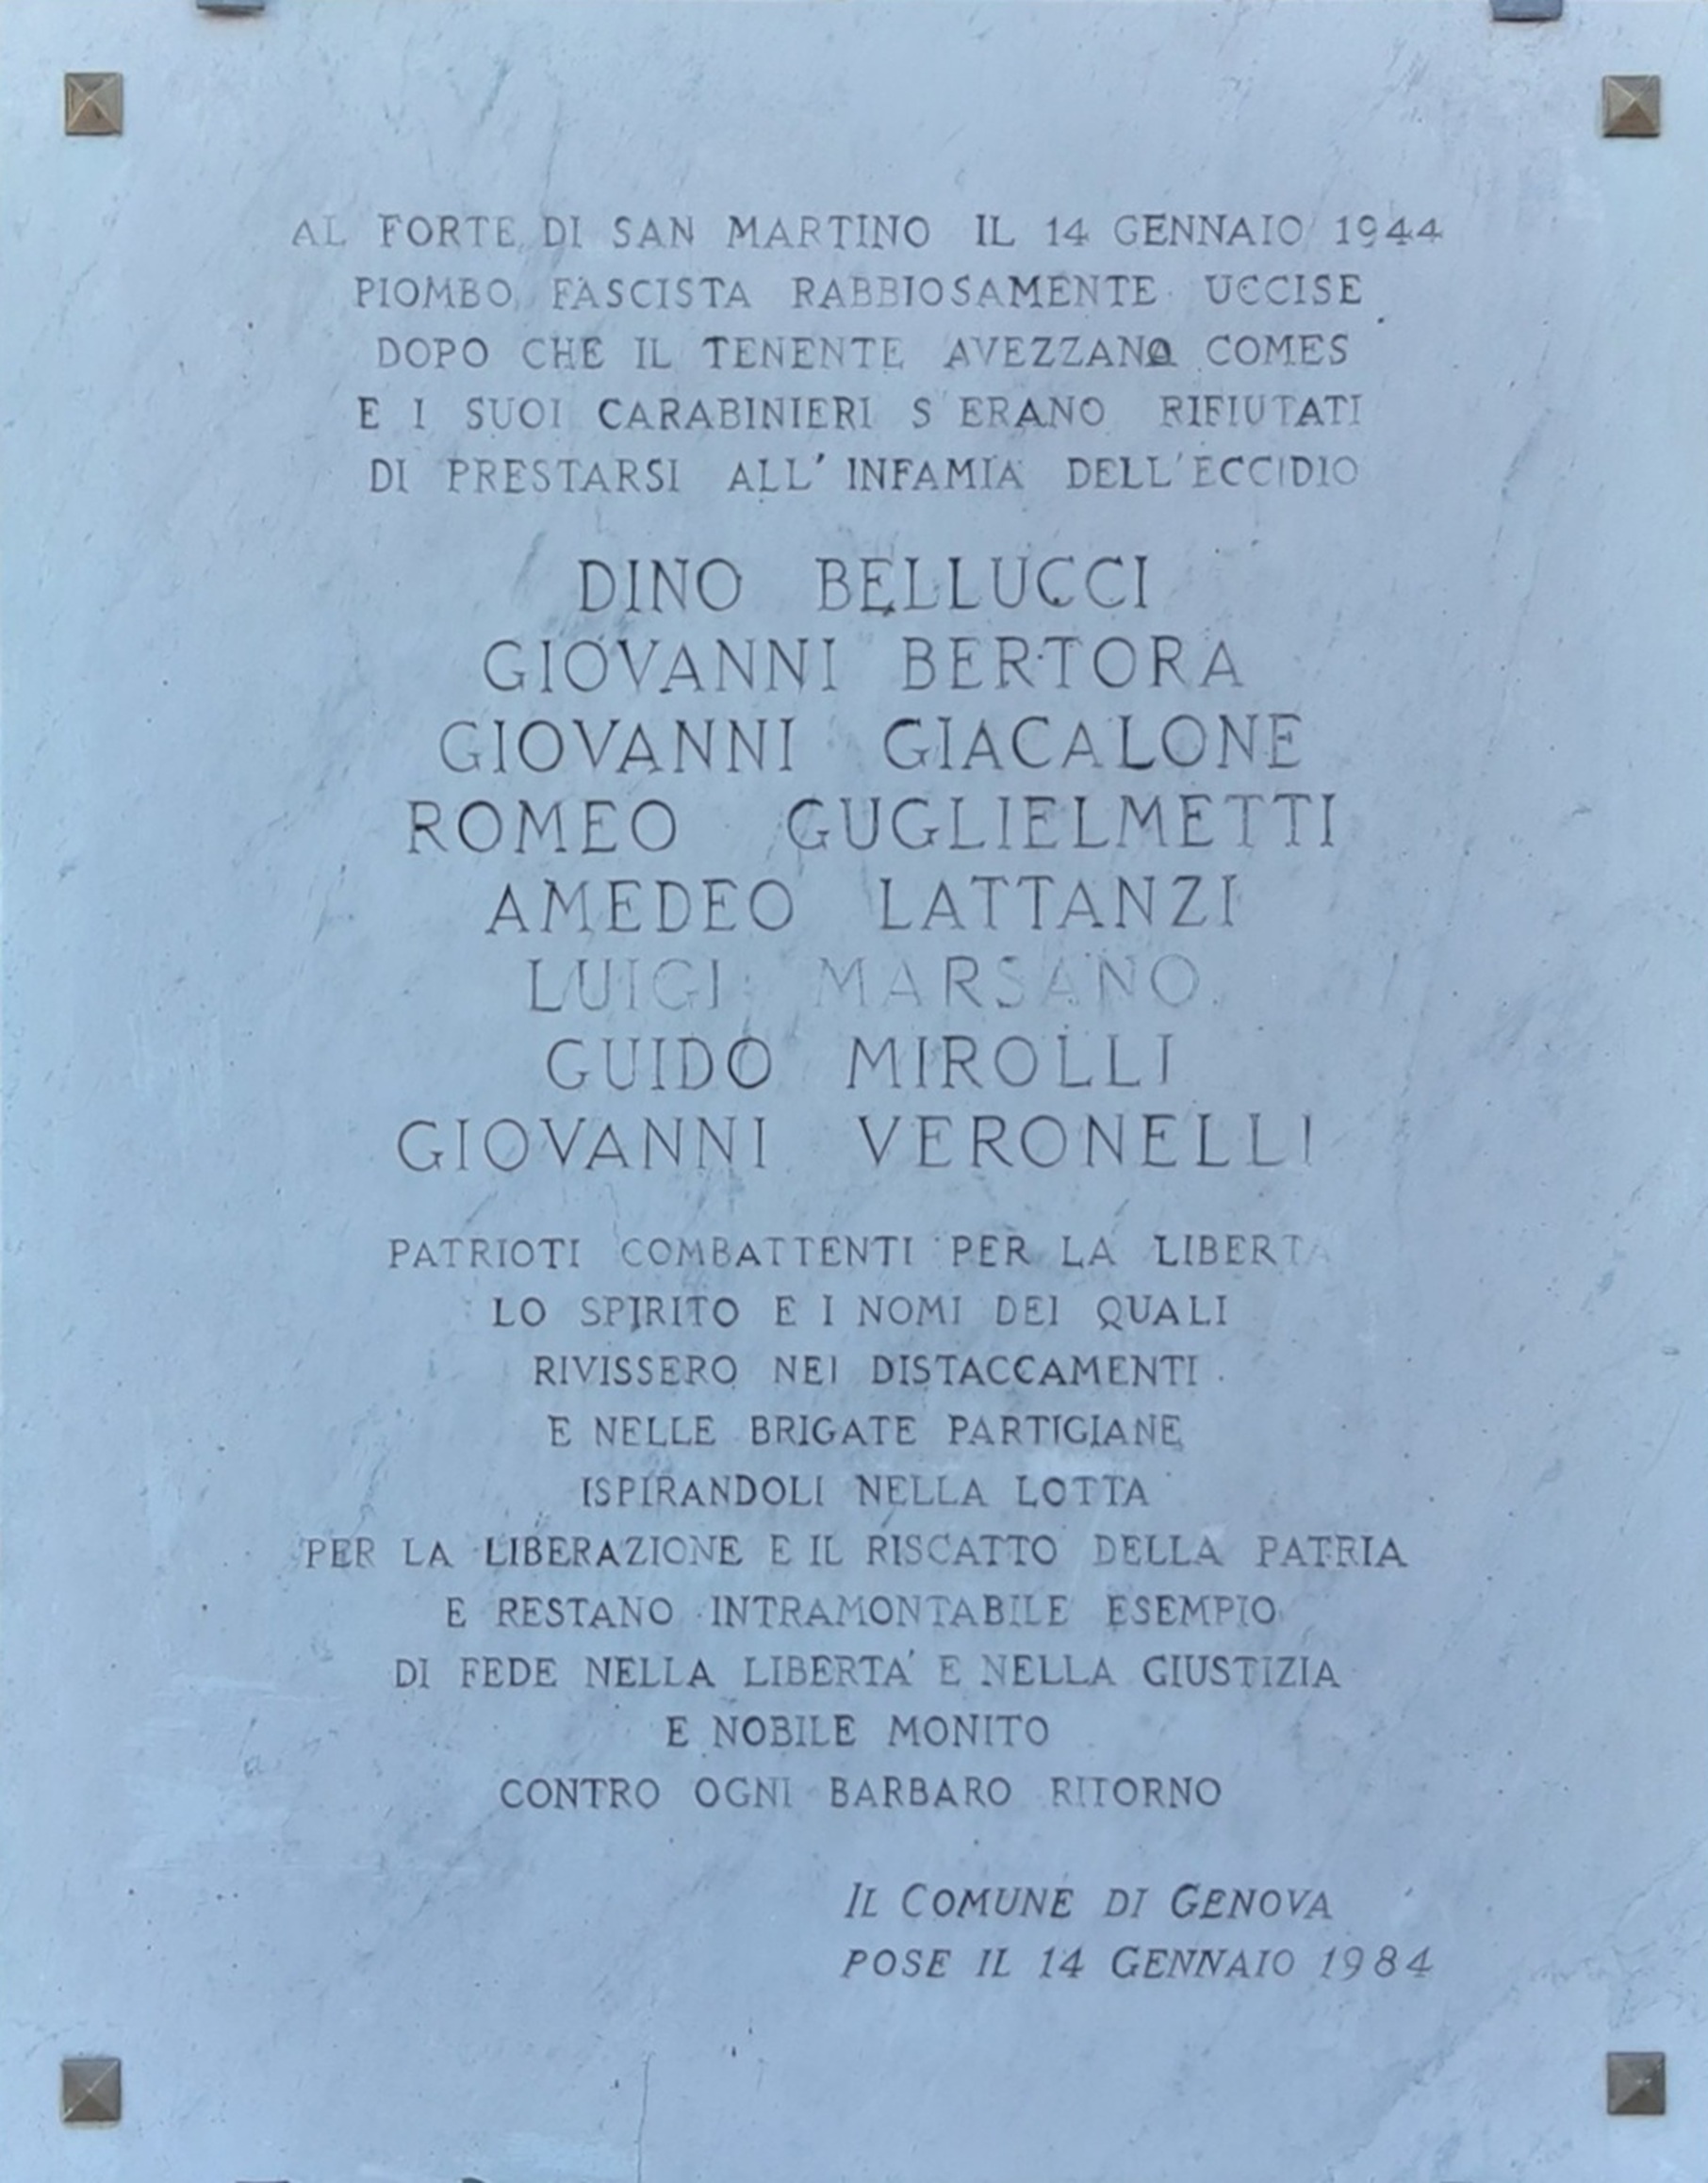 AL FORTE DI SAN MARTINO IL 14 GENNAIO 1944
PIOMBO FASCISTA RABBIOSAMENTE UCCISE
DOPO CHE IL TENENTE AVEZZANO COMES
E I SUOI CARABINIERI S'ERANO RIFIUTATI
DI PRESTARSI ALL'INFAMIA DELL'ECCIDIO
DINO BELLUCCI
GIOVANNI BERTORA
GIOVANNI GIACALONE
ROMEO GUGLIELMETTI
AMEDEO LATTANZI
LUIGI MARSANO
GUIDO MIROLLI
GIOVANNI VERONELLI
PATRIOTI COMBATTENTI PER LA LIBERTA
LO SPIRITO E I NOMI DEI QUALI
RIVISSERO NEI DISTACCAMENTI
E NELLE BRIGATE PARTIGIANE
ISPIRANDOLI NELLA LOTTA
PER LA LIBERAZIONE E IL RISCATTO DELLA PATRIA
E RESTANO INTRAMONTABILE ESEMPIO
DI FEDE NELLA LIBERTA' E NELLA GIUSTIZIA
E NOBILE MONITO
CONTRO OGNI BARBARO RITORNO
IL COMUNE DI GENOVA
POSE IL 14 GENNAIO 1984